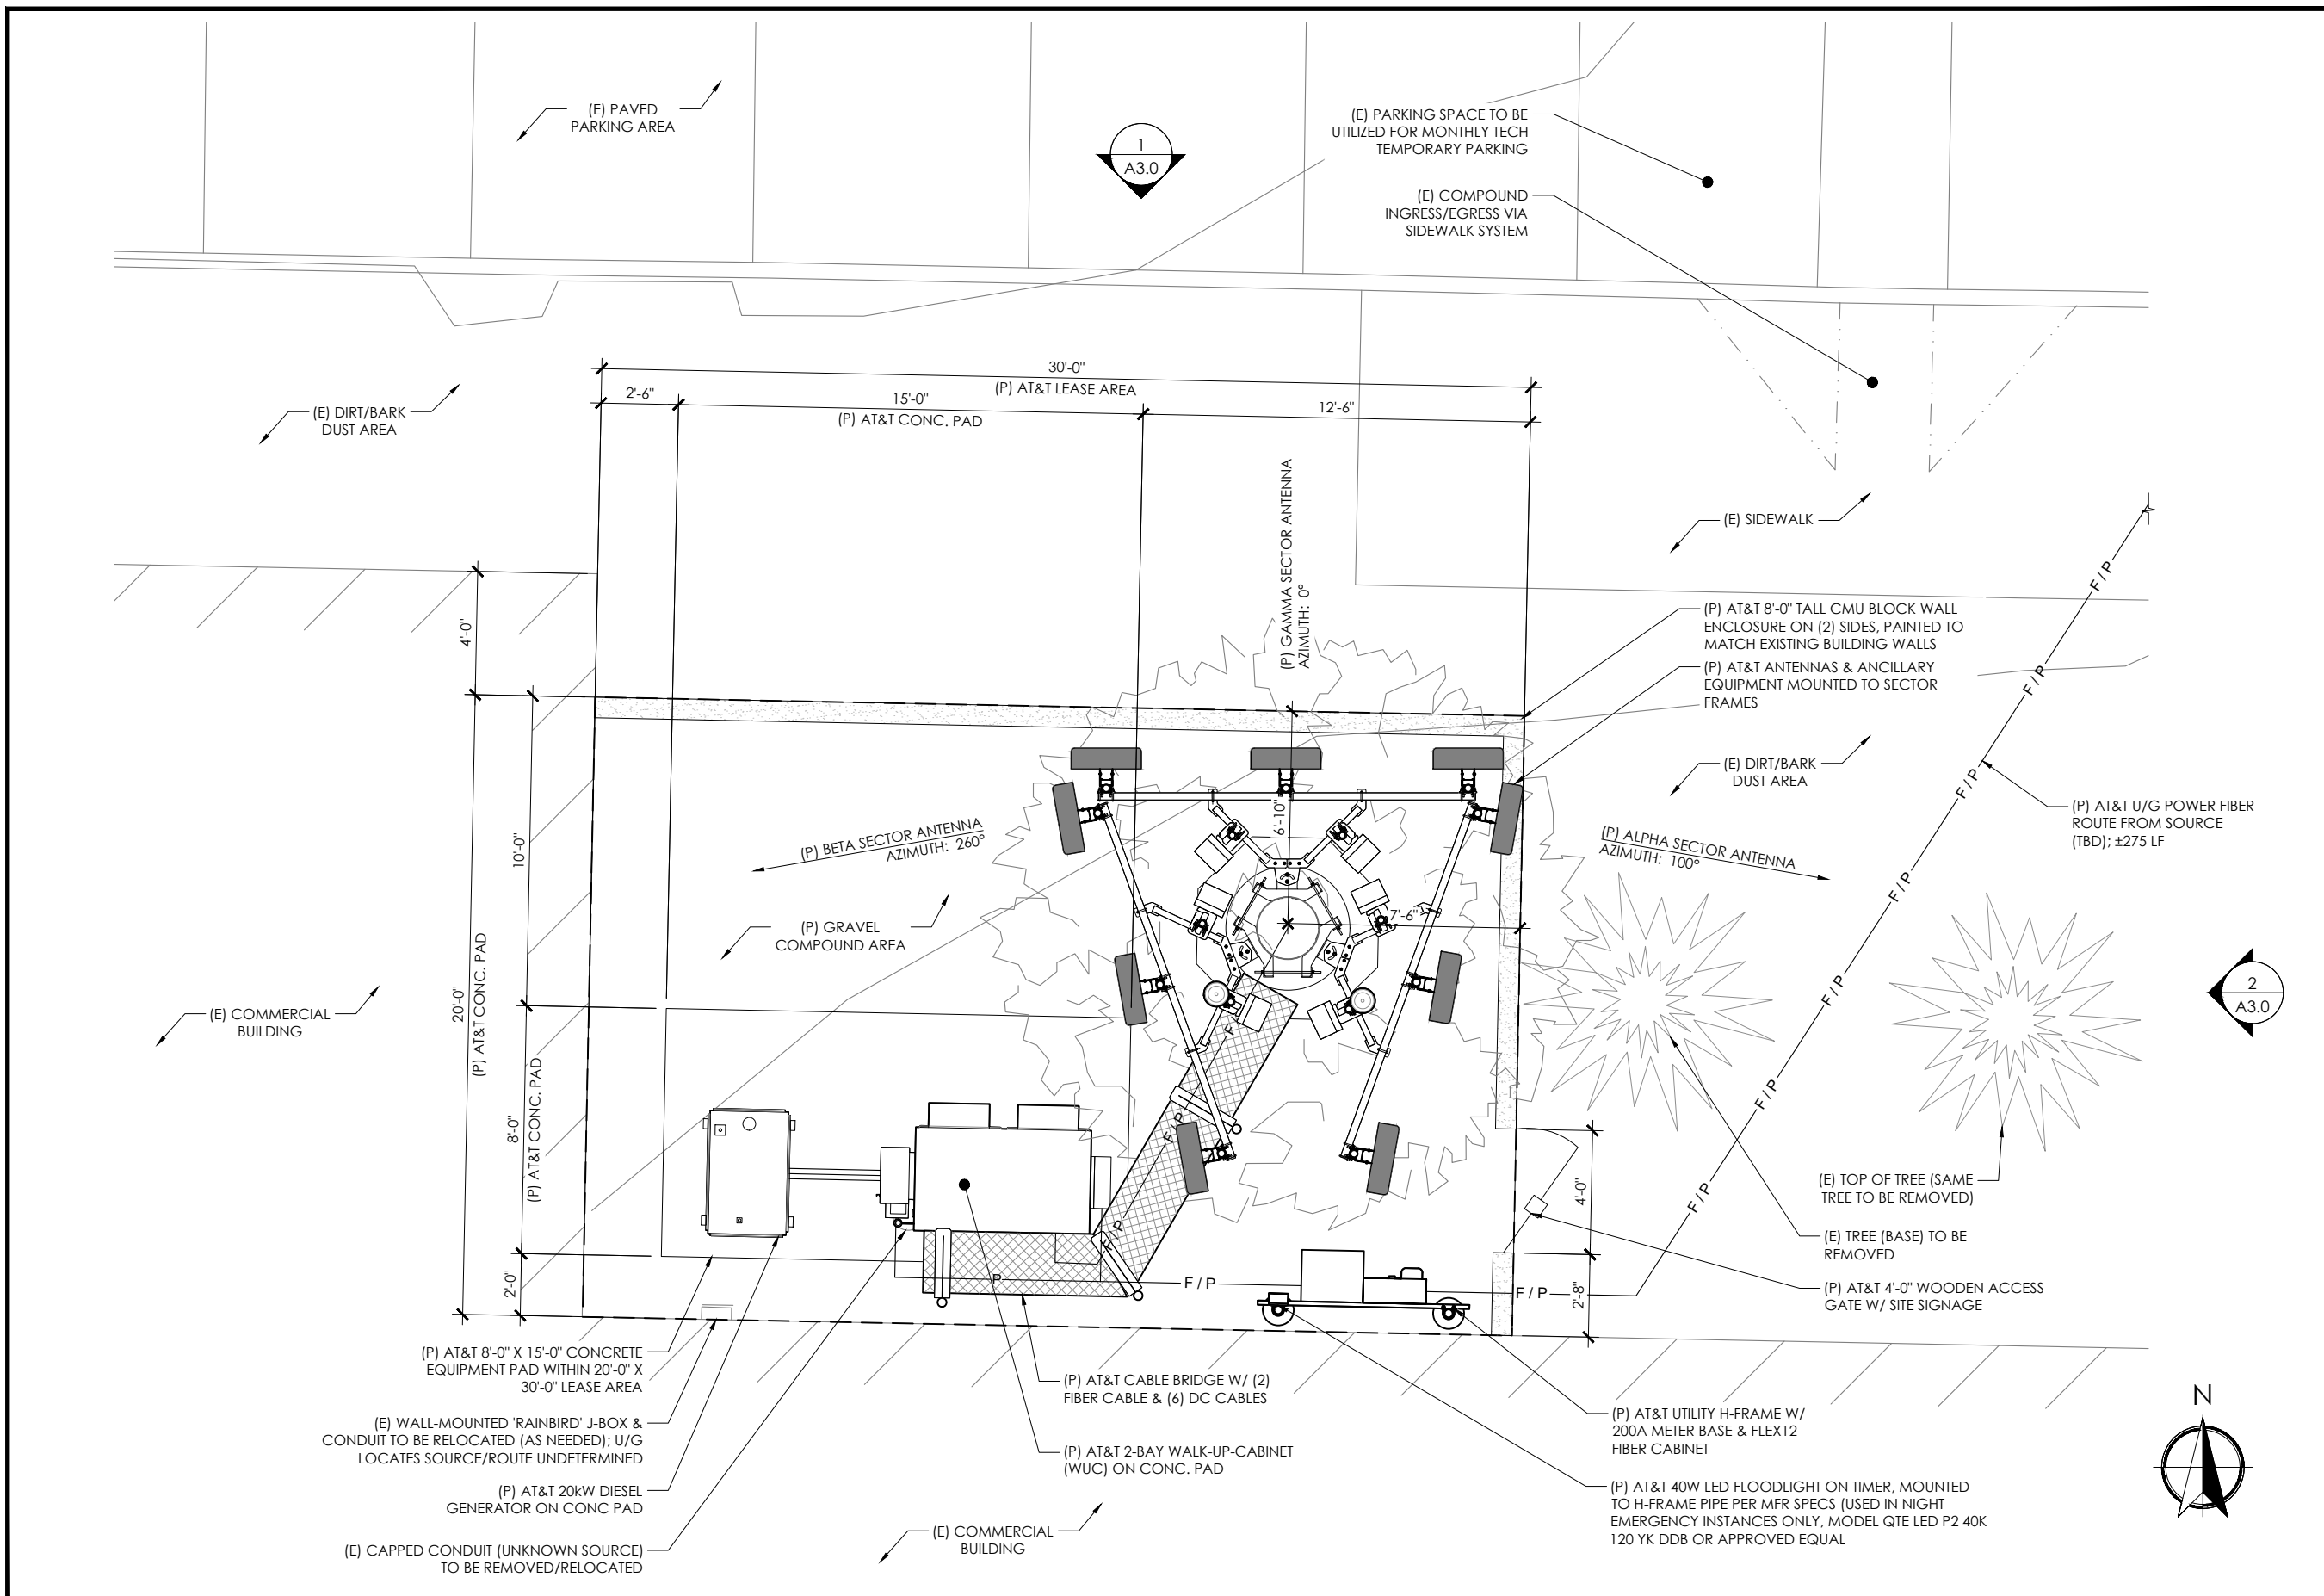 (E) PAVED
PARKING AREA
1
A3.0
(E) PARKING SPACE TO BE
UTILIZED FOR MONTHLY TECH
TEMPORARY PARKING
(E) COMPOUND
INGRESS/EGRESS VIA
SIDEWALK SYSTEM
30'-0"
(P) AT&T LEASE AREA
2'-6"
15'-0"
(P) AT&T CONC. PAD
12'-6"
(E) DIRT/BARK
DUST AREA
(P) GAMMA SECTOR ANTENNA
AZIMUTH: 0°
(E) SIDEWALK
F / P
4'-0"
(P) AT&T 8'-0" TALL CMU BLOCK WALL
ENCLOSURE ON (2) SIDES, PAINTED TO
MATCH EXISTING BUILDING WALLS
(P) AT&T ANTENNAS & ANCILLARY
EQUIPMENT MOUNTED TO SECTOR
FRAMES
F / P
(E) DIRT/BARK
DUST AREA
F / P
(P) AT&T U/G POWER FIBER
ROUTE FROM SOURCE
(TBD); ±275 LF
6'-10"
(P) BETA SECTOR ANTENNA
AZIMUTH: 260°
(P) ALPHA SECTOR ANTENNA
AZIMUTH: 100°
10'-0"
F / P
7'-6"
(P) GRAVEL
COMPOUND AREA
20'-0"
(P) AT&T CONC. PAD
(E) COMMERCIAL
BUILDING
F / P
2
A3.0
F
8'-0"
(P) AT&T CONC. PAD
F / P
F / P
F / P
4'-0"
(E) TOP OF TREE (SAME
TREE TO BE REMOVED)
(E) TREE (BASE) TO BE
REMOVED
F / P
2'-0"
P
F / P
F / P
2'-8"
(P) AT&T 4'-0" WOODEN ACCESS
GATE W/ SITE SIGNAGE
(P) AT&T 8'-0" X 15'-0" CONCRETE
EQUIPMENT PAD WITHIN 20'-0" X
30'-0" LEASE AREA
(E) WALL-MOUNTED 'RAINBIRD' J-BOX &
CONDUIT TO BE RELOCATED (AS NEEDED); U/G
LOCATES SOURCE/ROUTE UNDETERMINED
(P) AT&T 20kW DIESEL
GENERATOR ON CONC PAD
(E) CAPPED CONDUIT (UNKNOWN SOURCE)
TO BE REMOVED/RELOCATED
(P) AT&T CABLE BRIDGE W/ (2)
FIBER CABLE & (6) DC CABLES
(P) AT&T 2-BAY WALK-UP-CABINET
(WUC) ON CONC. PAD
(E) COMMERCIAL
BUILDING
(P) AT&T UTILITY H-FRAME W/
200A METER BASE & FLEX12
FIBER CABINET
(P) AT&T 40W LED FLOODLIGHT ON TIMER, MOUNTED
TO H-FRAME PIPE PER MFR SPECS (USED IN NIGHT
EMERGENCY INSTANCES ONLY, MODEL QTE LED P2 40K
120 YK DDB OR APPROVED EQUAL
N